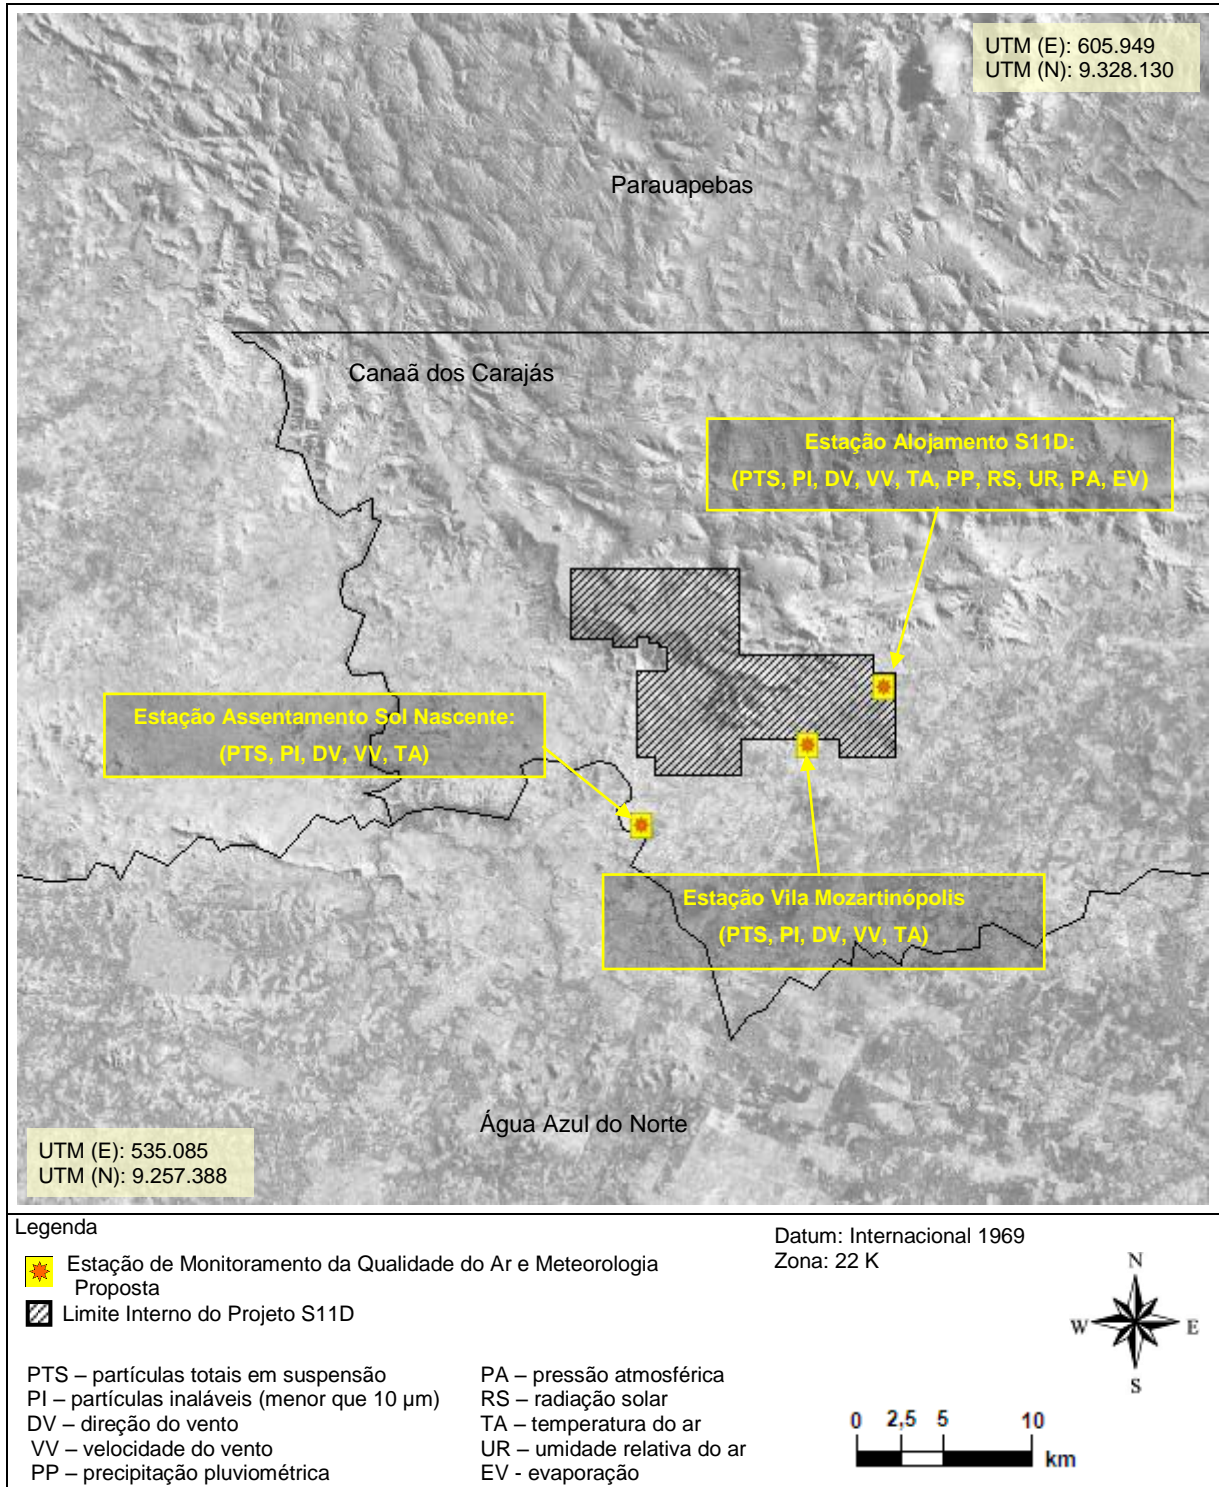 UTM (E): 605.949
UTM (N): 9.328.130
Parauapebas
Canaã dos Carajás
Estação Alojamento S11D:
(PTS, PI, DV, VV, TA, PP, RS, UR, PA, EV)
Estação Assentamento Sol Nascente:
(PTS, PI, DV, VV, TA)
Estação Vila Mozartinópolis
(PTS, PI, DV, VV, TA)
Água Azul do Norte
UTM (E): 535.085
UTM (N): 9.257.388
Legenda
Estação de Monitoramento da Qualidade do Ar e Meteorologia
Proposta
Limite Interno do Projeto S11D
PTS – partículas totais em suspensão
PI – partículas inaláveis (menor que 10 µm)
DV – direção do vento
VV – velocidade do vento
PP – precipitação pluviométrica
PA – pressão atmosférica
RS – radiação solar
TA – temperatura do ar
UR – umidade relativa do ar
EV - evaporação
Datum: Internacional 1969
Zona: 22 K
N
W E
S
0 2,5 5 10
km